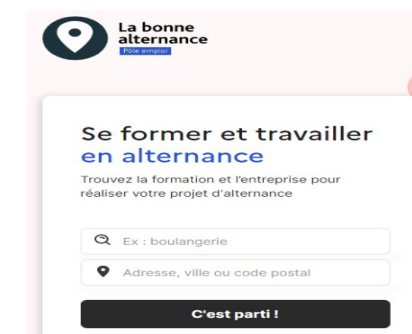 La bonne
alternance
Pôle emploi
Se former et travailler
en alternance
Trouvez la formation et l'entreprise pour
réaliser votre projet d'alternance
Ex : boulangerie
Adresse, ville ou code postal
C'est parti !